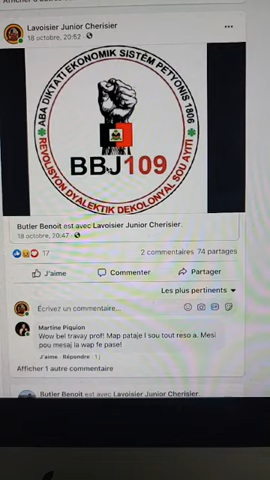 Lavoisier Junior Cherisier
18 octobre, 20:52
ABA DIKTATI EKONOMIK SISTÈM PETYONIS 1806
BBJ109
REVOLISYON DYALEKTIK DEKOLONYAL SOU AYITI
Butler Benoit est avec Lavoisier Junior Cherisier.
18 octobre, 20:47
17
2 commentaires 74 partages
J'aime Commenter Partager
Les plus pertinents
Écrivez un commentaire...
GIF
Martine Piquion
Wow bel travay prof! Map pataje l sou tout reso a. Mesi
pou mesaj la wap fe pase!
J'aime Répondre 1 j
Afficher 1 autre commentaire
Butler Benoit est avec Lavoisier Junior Cherisier.